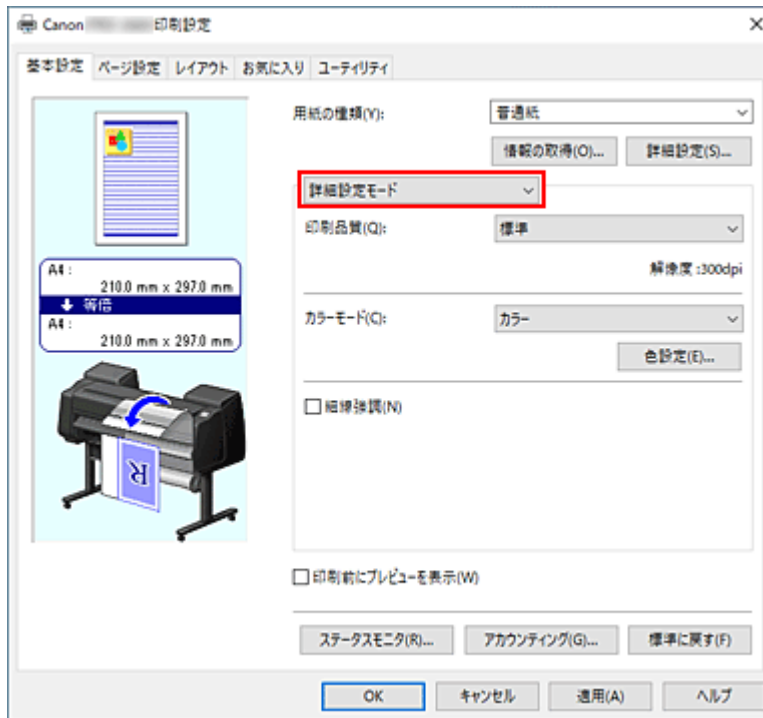 Canon 印刷設定
基本設定 ページ設定 レイアウト お気に入り ユーティリティ
用紙の種類(Y): 普通紙
情報の取得(O)... 詳細設定(S)...
詳細設定モード
印刷品質(Q): 標準
解像度 :300dpi
A4 :
210.0 mm x 297.0 mm
等倍
A4 :
210.0 mm x 297.0 mm
カラーモード(C): カラー
色設定(E)...
細線強調(N)
R
印刷前にプレビューを表示(W)
ステータスモニタ(R)... アカウンティング(G)... 標準に戻す(F)
OK キャンセル 適用(A) ヘルプ